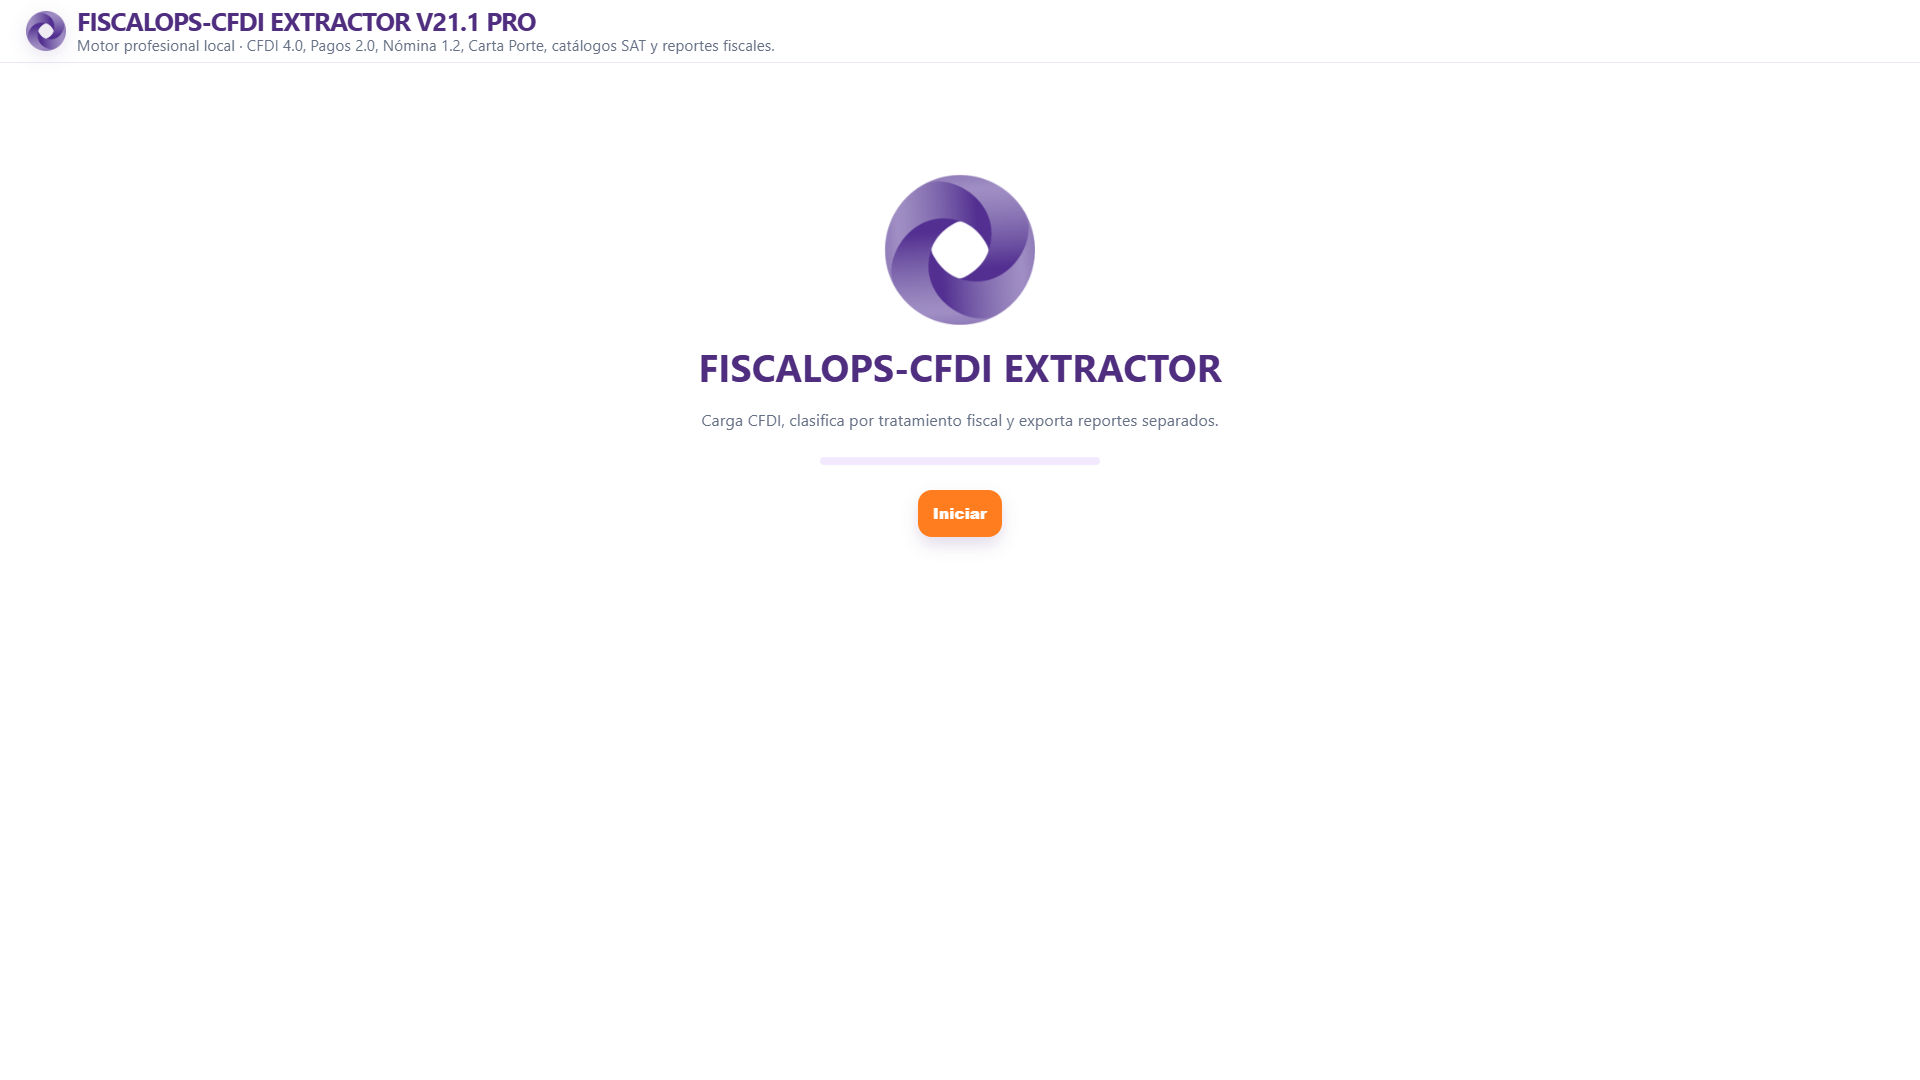 FISCALOPS-CFDI EXTRACTOR V21.1 PRO
Motor profesional local · CFDI 4.0, Pagos 2.0, Nómina 1.2, Carta Porte, catálogos SAT y reportes fiscales.
FISCALOPS-CFDI EXTRACTOR
Carga CFDI, clasifica por tratamiento fiscal y exporta reportes separados.
Iniciar